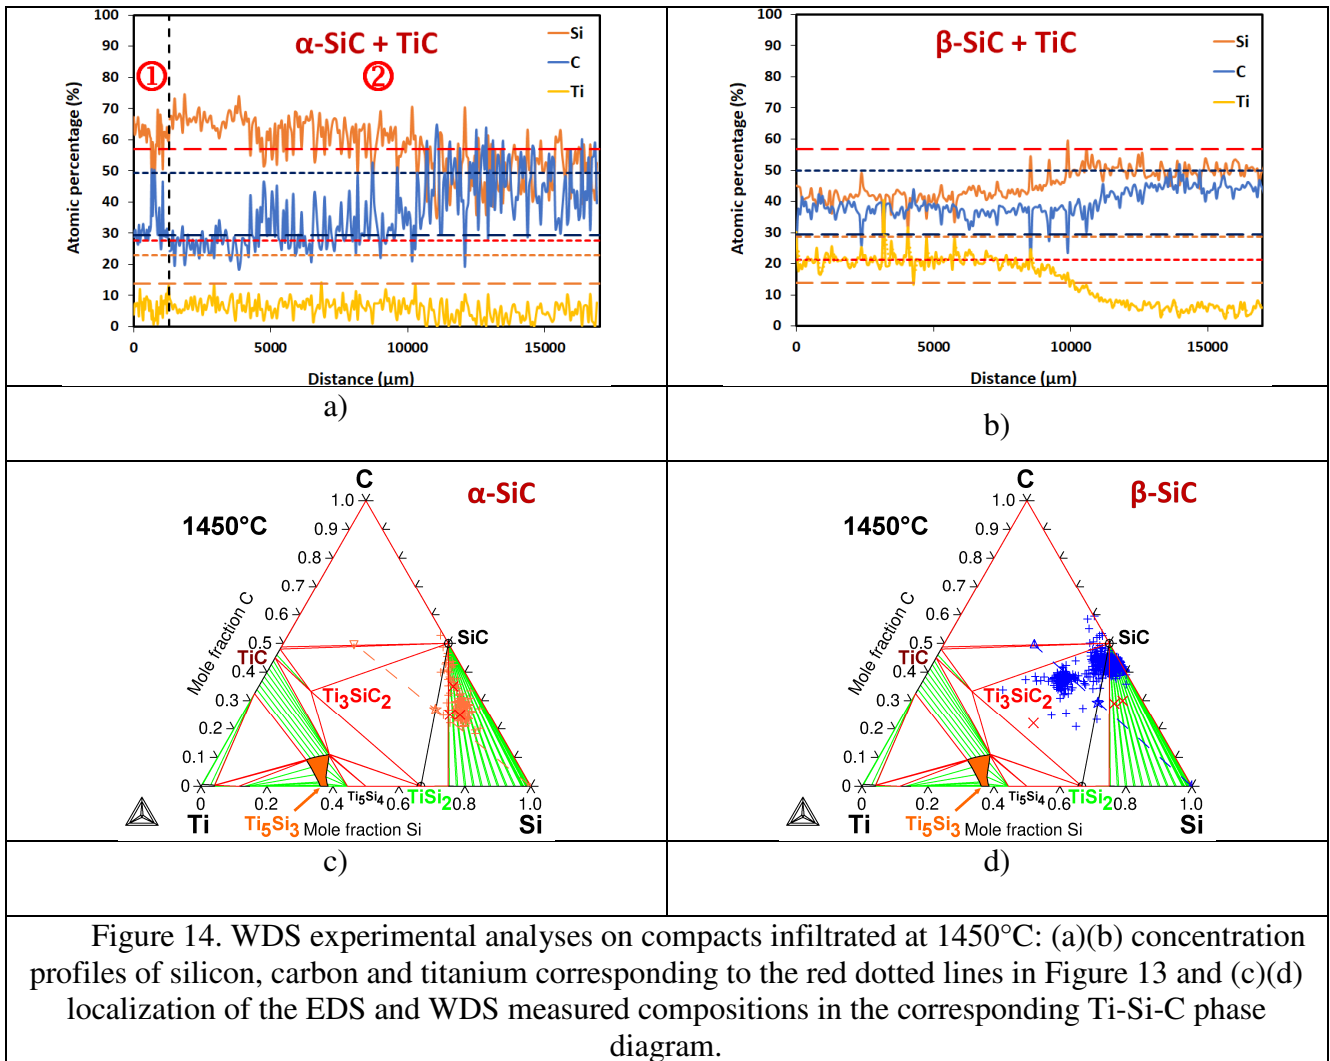 100
90
80
70
60
50
40
30
20
10
0
Atomic percentage (%)
α-SiC + TiC
① ②
Si
C
Ti
0 5000 10000 15000
Distance (µm)
a)
100
90
80
70
60
50
40
30
20
10
0
Atomic percentage (%)
β-SiC + TiC
Si
C
Ti
0 5000 10000 15000
Distance (µm)
b)
C
α-SiC
1450°C
1.0
0.9
0.8
0.7
0.6
0.5
0.4
0.3
0.2
0.1
0
Mole fraction C
SiC
TiC
Ti3SiC2
Ti5Si4
TiSi2
0 0.2 0.4 0.6 0.8 1.0
Ti
Ti5Si3
Mole fraction Si
Si
c)
C
β-SiC
1450°C
1.0
0.9
0.8
0.7
0.6
0.5
0.4
0.3
0.2
0.1
0
Mole fraction C
SiC
TiC
Ti3SiC2
Ti5Si4
TiSi2
0 0.2 0.4 0.6 0.8 1.0
Ti
Ti5Si3
Mole fraction Si
Si
d)
Figure 14. WDS experimental analyses on compacts infiltrated at 1450°C: (a)(b) concentration
profiles of silicon, carbon and titanium corresponding to the red dotted lines in Figure 13 and (c)(d)
localization of the EDS and WDS measured compositions in the corresponding Ti-Si-C phase
diagram.